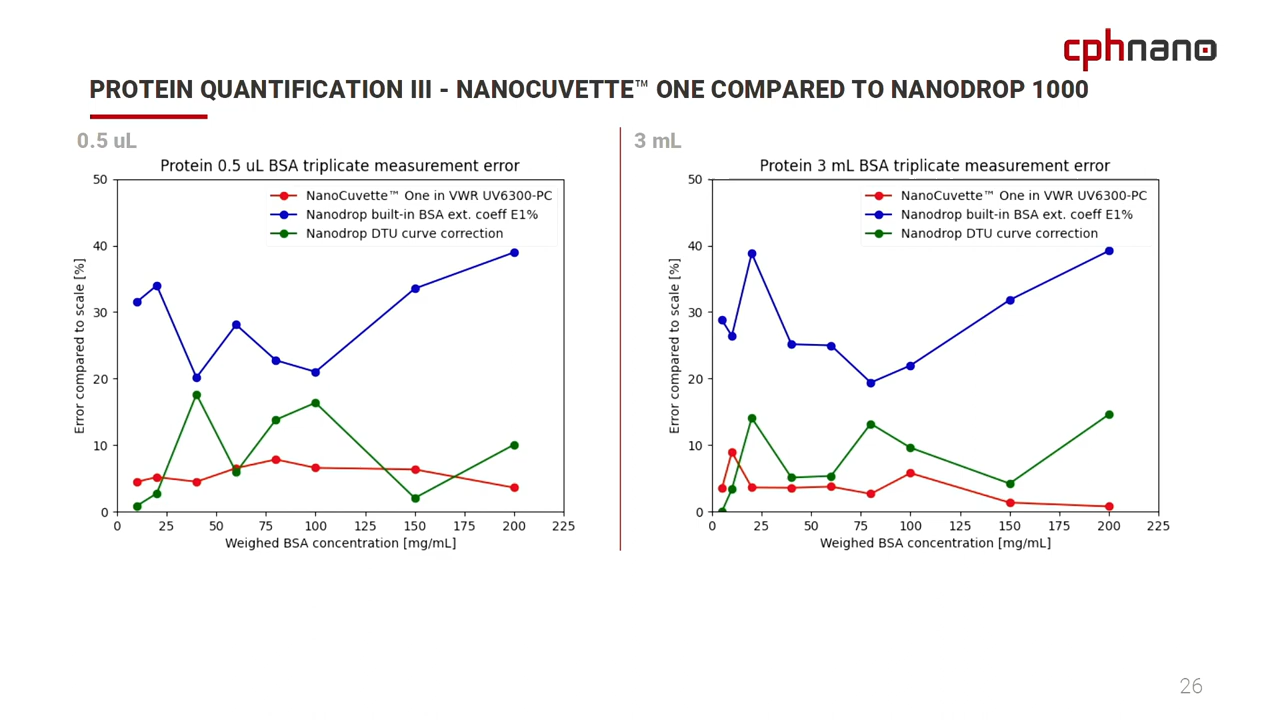 cphnano
PROTEIN QUANTIFICATION III - NANOCUVETTE™ ONE COMPARED TO NANODROP 1000
0.5 uL
Protein 0.5 uL BSA triplicate measurement error
NanoCuvette™ One in VWR UV6300-PC
Nanodrop built-in BSA ext. coeff E1%
Nanodrop DTU curve correction
Error compared to scale [%]
50
40
30
20
10
0
0 25 50 75 100 125 150 175 200 225
Weighed BSA concentration [mg/mL]
3 mL
Protein 3 mL BSA triplicate measurement error
NanoCuvette™ One in VWR UV6300-PC
Nanodrop built-in BSA ext. coeff E1%
Nanodrop DTU curve correction
Error compared to scale [%]
50
40
30
20
10
0
0 25 50 75 100 125 150 175 200 225
Weighed BSA concentration [mg/mL]
26